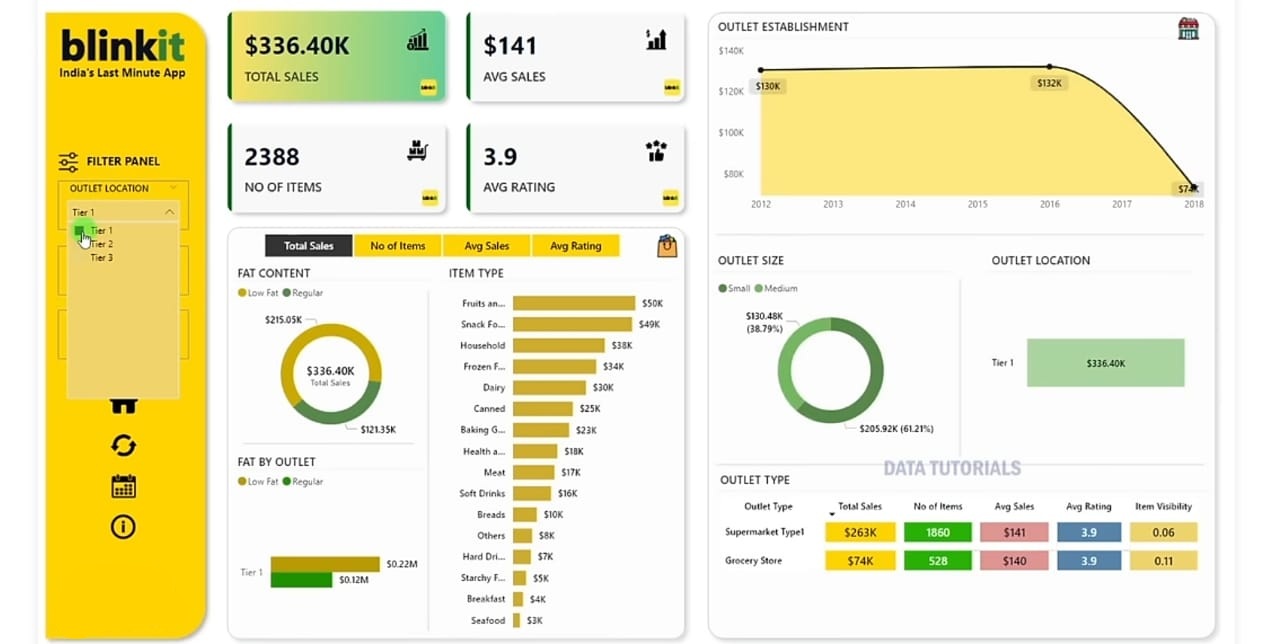 blinkit
India's Last Minute App
FILTER PANEL
OUTLET LOCATION
Tier 1
Tier 1
Tier 2
Tier 3
$336.40K
TOTAL SALES
$141
AVG SALES
2388
NO OF ITEMS
3.9
AVG RATING
Total Sales
No of Items
Avg Sales
Avg Rating
FAT CONTENT
Low Fat
Regular
$215.05K
$336.40K
Total Sales
$121.35K
FAT BY OUTLET
Low Fat
Regular
Tier 1
$0.22M
$0.12M
ITEM TYPE
Fruits an... $50K
Snack Fo... $49K
Household $38K
Frozen F... $34K
Dairy $30K
Canned $25K
Baking G... $23K
Health a... $18K
Meat $17K
Soft Drinks $16K
Breads $10K
Others $8K
Hard Dri... $7K
Starchy F... $5K
Breakfast $4K
Seafood $3K
OUTLET ESTABLISHMENT
$140K
$120K
$100K
$80K
$130K
$132K
$74K
2012 2013 2014 2015 2016 2017 2018
OUTLET SIZE
Small
Medium
$130.48K
(38.79%)
$205.92K (61.21%)
OUTLET LOCATION
Tier 1
$336.40K
DATA TUTORIALS
OUTLET TYPE
Outlet Type Total Sales No of Items Avg Sales Avg Rating Item Visibility
Supermarket Type1 $263K 1860 $141 3.9 0.06
Grocery Store $74K 528 $140 3.9 0.11